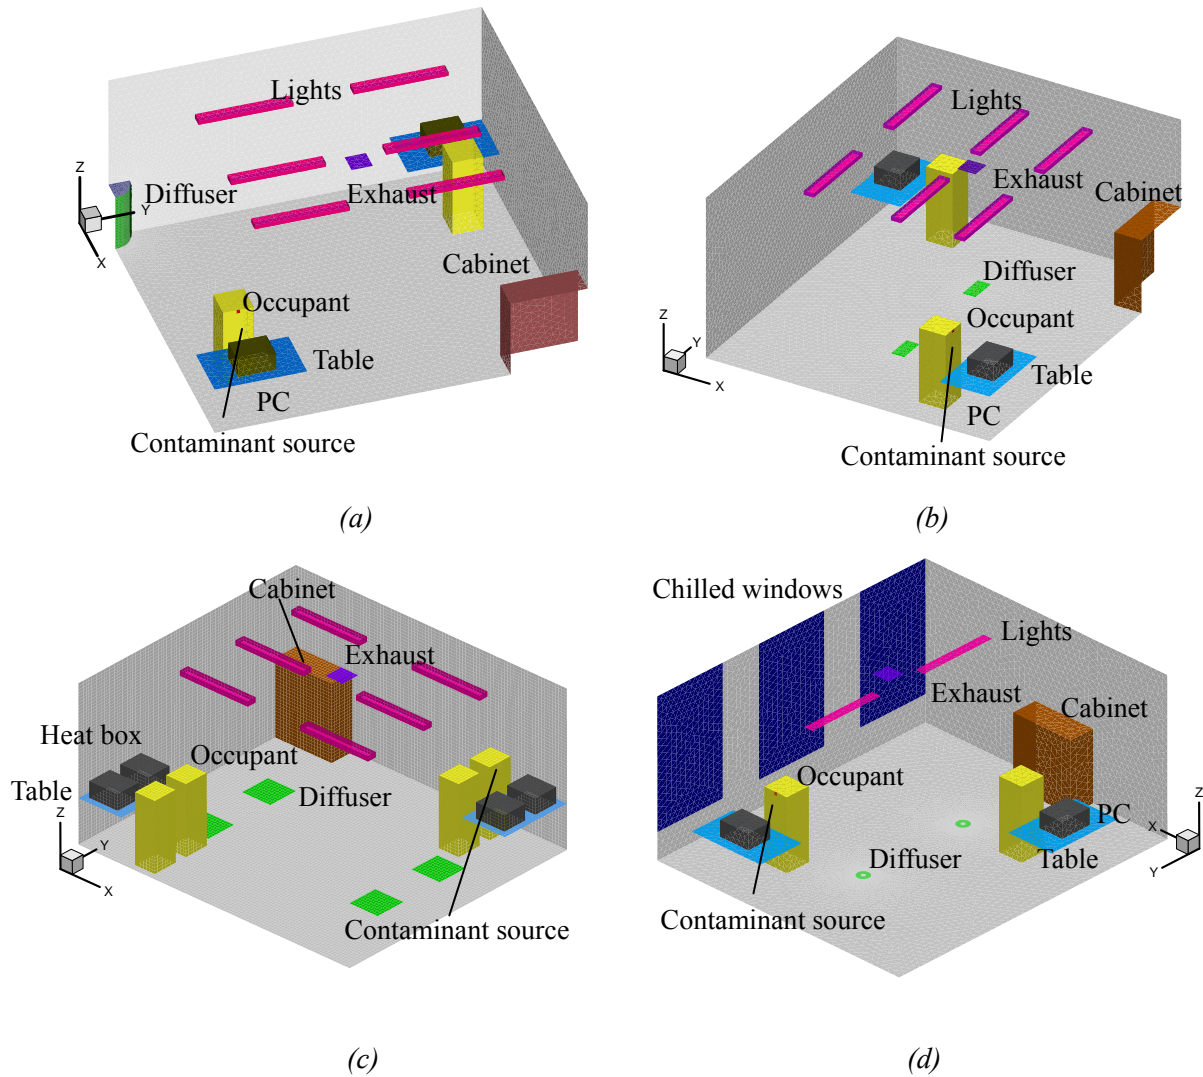 Lights
Z
Diffuser
Y
Exhaust
X
Cabinet
Occupant
Table
PC
Contaminant source
(a)
Lights
Exhaust
Cabinet
Diffuser
Z
Occupant
Y
Table
X
PC
Contaminant source
(b)
Cabinet
Exhaust
Heat box
Occupant
Table
Diffuser
Z
Y
X
Contaminant source
(c)
Chilled windows
Lights
Exhaust
Cabinet
Occupant
Z
PC
X
Diffuser
Table
Y
Contaminant source
(d)